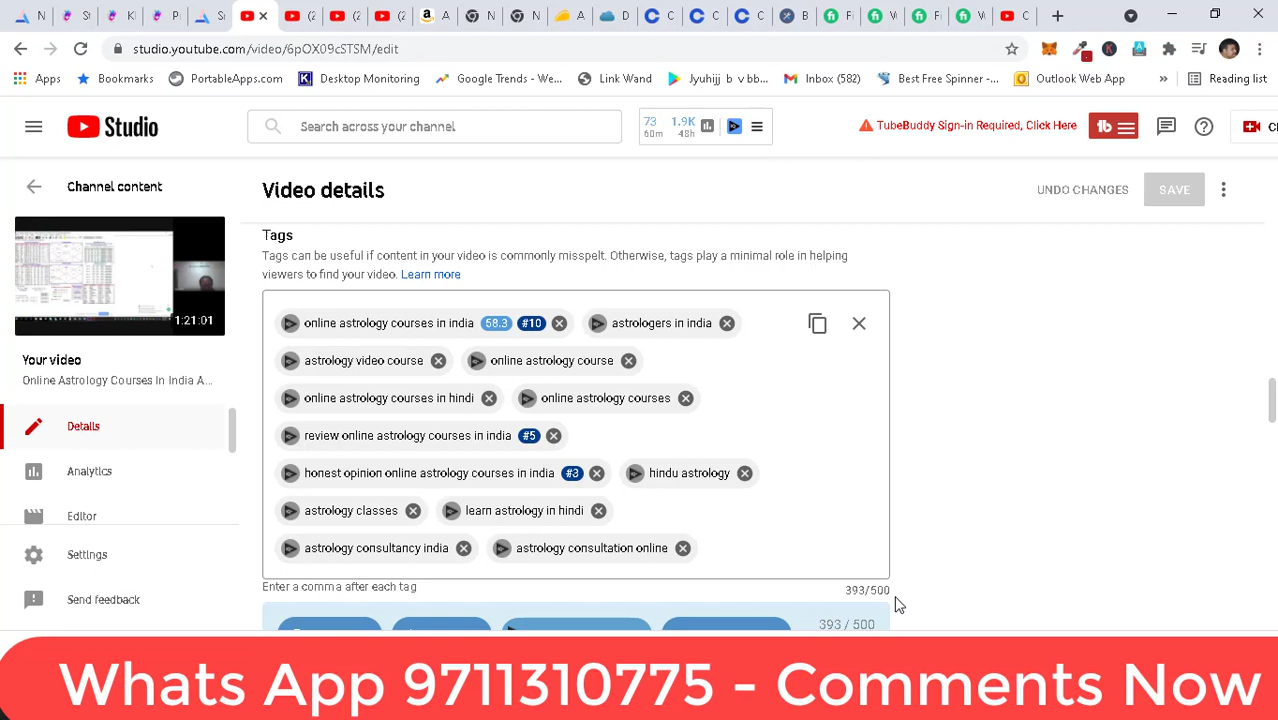 studio.youtube.com/video/6pOX09cSTSM/edit
Apps Bookmarks PortableApps.com Desktop Monitoring Google Trends - We... Link Wand Jyuhijj b v bb... Inbox (582) Best Free Spinner -... Outlook Web App » Reading list
Studio
Search across your channel
73 1.9K
60m 48h
TubeBuddy Sign-in Required, Click Here
Channel content
Video details
UNDO CHANGES
SAVE
1:21:01
Your video
Online Astrology Courses In India A...
Details
Analytics
Editor
Settings
Send feedback
Tags
Tags can be useful if content in your video is commonly misspelt. Otherwise, tags play a minimal role in helping
viewers to find your video. Learn more
online astrology courses in india 58.3 #10 astrologers in india
astrology video course online astrology course
online astrology courses in hindi online astrology courses
review online astrology courses in india #5
honest opinion online astrology courses in india #3 hindu astrology
astrology classes learn astrology in hindi
astrology consultancy india astrology consultation online
Enter a comma after each tag 393/500
393 / 500
Whats App 9711310775 - Comments Now